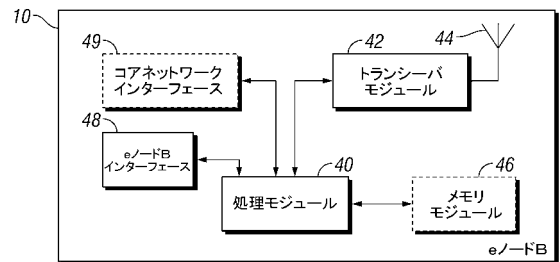 10
49
コアネットワーク
インターフェース
42
トランシーバ
モジュール
44
48
eノードB
インターフェース
40
処理モジュール
46
メモリ
モジュール
eノードB